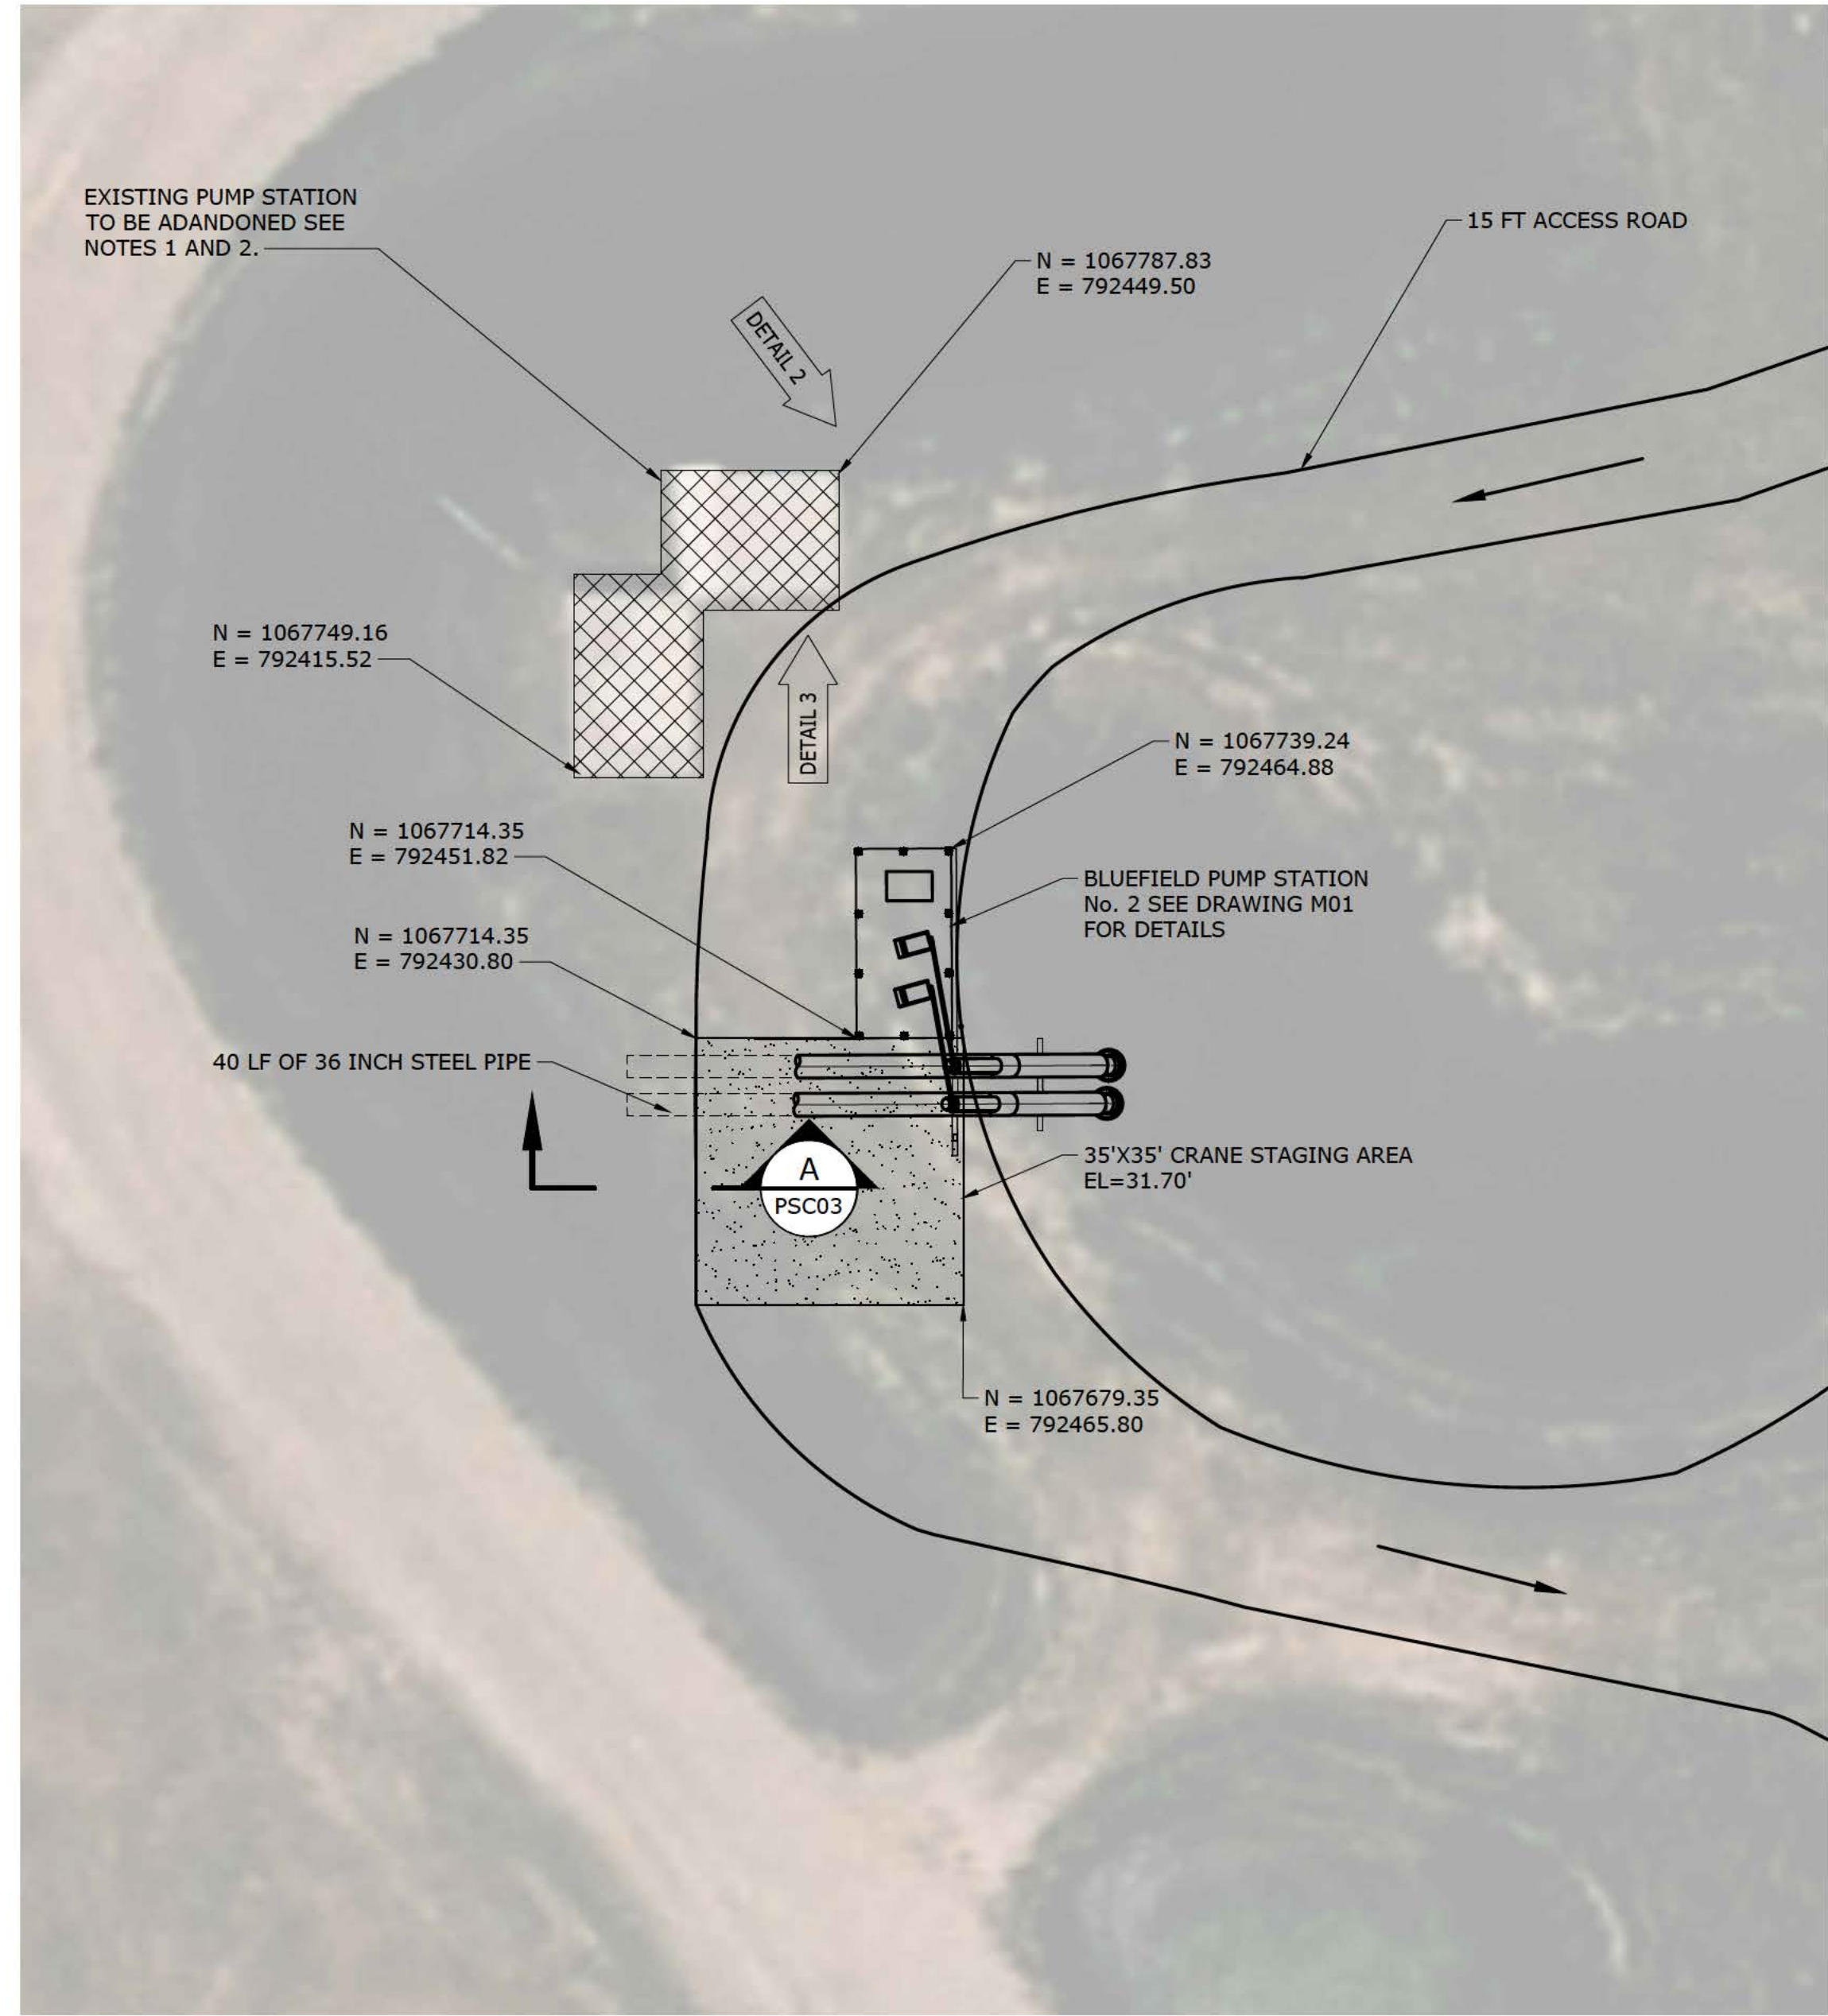 EXISTING PUMP STATION
TO BE ADANDONED SEE
NOTES 1 AND 2.
15 FT ACCESS ROAD
N = 1067787.83
E = 792449.50
DETAIL 2
N = 1067749.16
E = 792415.52
DETAIL 3
N = 1067739.24
E = 792464.88
N = 1067714.35
E = 792451.82
BLUEFIELD PUMP STATION
No. 2 SEE DRAWING M01
FOR DETAILS
N = 1067714.35
E = 792430.80
40 LF OF 36 INCH STEEL PIPE
35'X35' CRANE STAGING AREA
EL=31.70'
A
PSC03
N = 1067679.35
E = 792465.80